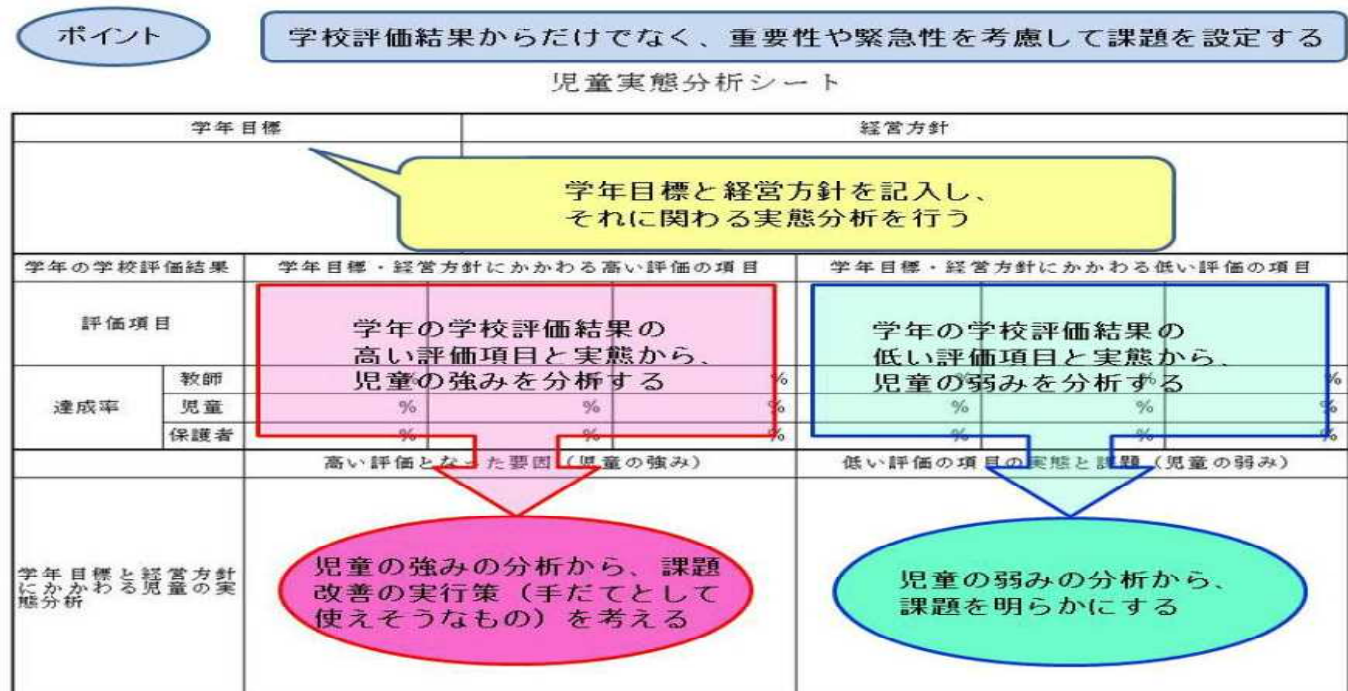 ポイント
学校評価結果からだけでなく、重要性や緊急性を考慮して課題を設定する
児童実態分析シート
学年目標
経営方針
学年目標と経営方針を記入し、
それに関わる実態分析を行う
学年の学校評価結果
学年目標・経営方針にかかわる高い評価の項目
学年目標・経営方針にかかわる低い評価の項目
評価項目
学年の学校評価結果の
高い評価項目と実態から、
児童の強みを分析する
学年の学校評価結果の
低い評価項目と実態から、
児童の弱みを分析する
達成率
教師
% % % % % %
児童
% % % % % %
保護者
% % % % % %
高い評価となった要因（児童の強み）
低い評価の項目の実態と課題（児童の弱み）
学年目標と経営方針
にかかわる児童の実
態分析
児童の強みの分析から、課題
改善の実行策（手だてとして
使えそうなもの）を考える
児童の弱みの分析から、
課題を明らかにする